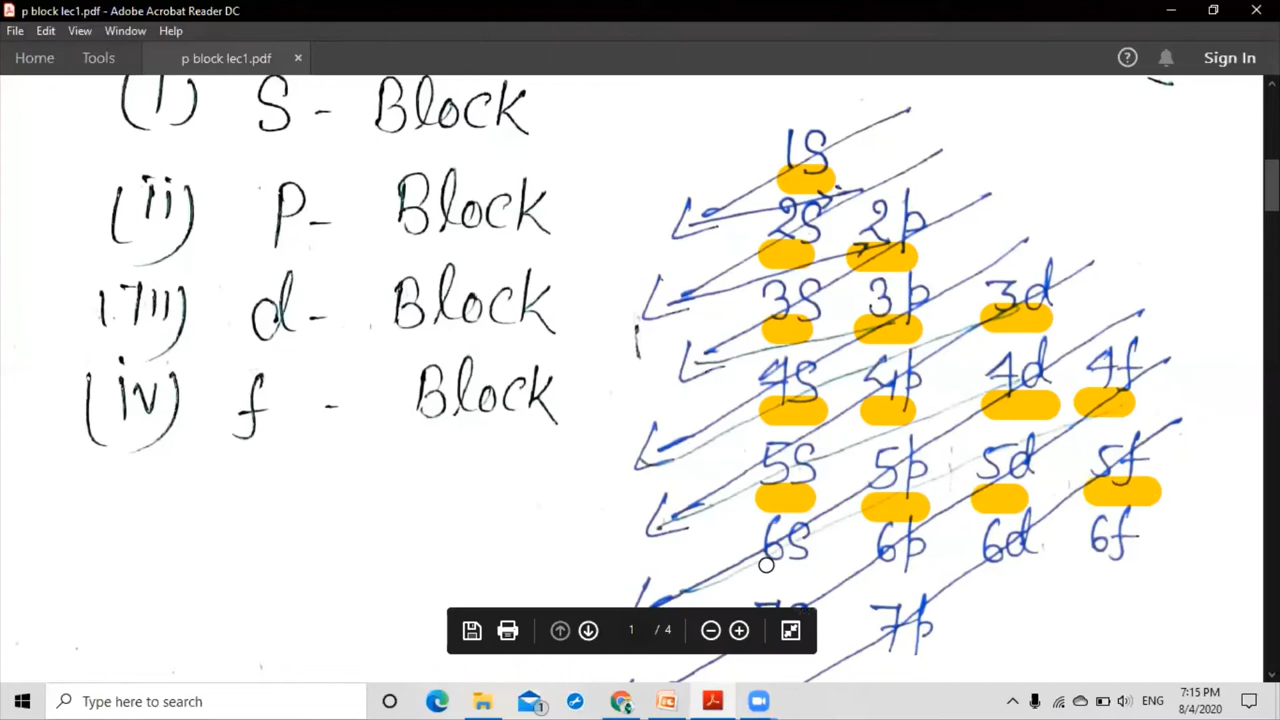 p block lec1.pdf - Adobe Acrobat Reader DC
File Edit View Window Help
Home Tools p block lec1.pdf × Sign In
(i) S - Block
(ii) p- Block
(iii) d- Block
(iv) f - Block
1S
2S 2p
3S 3p 3d
4S 4p 4d 4f
5S 5p 5d 5f
6S 6p 6d 6f
7S 7p
1 / 4
Type here to search
1
ENG
7:15 PM
8/4/2020